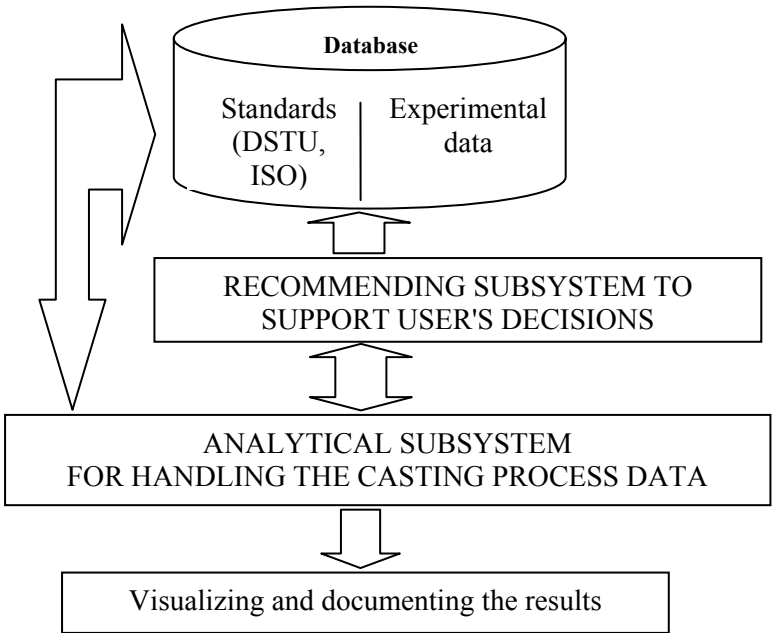 Database
Standards
(DSTU,
ISO)
Experimental
data
RECOMMENDING SUBSYSTEM TO
SUPPORT USER'S DECISIONS
ANALYTICAL SUBSYSTEM
FOR HANDLING THE CASTING PROCESS DATA
Visualizing and documenting the results